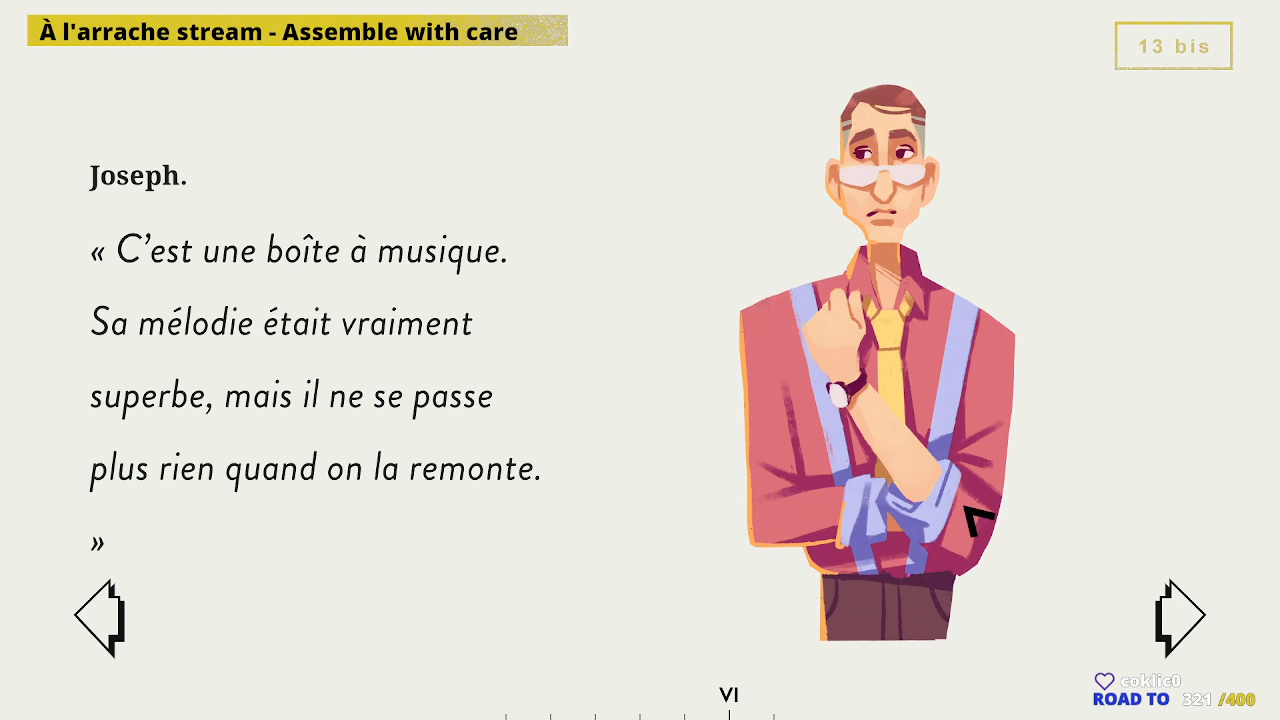 À l'arrache stream - Assemble with care
13 bis
Joseph.
« C’est une boîte à musique.
Sa mélodie était vraiment
superbe, mais il ne se passe
plus rien quand on la remonte.
»
VI
coklic0
ROAD TO 321 /400